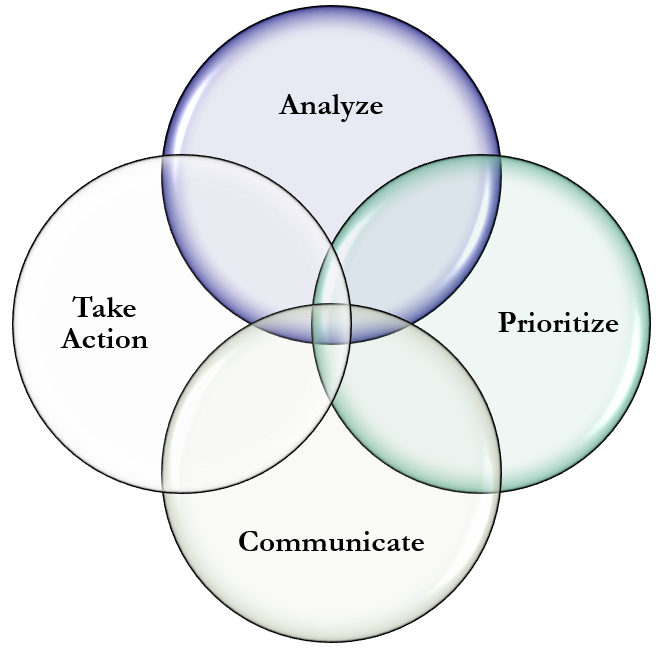 Analyze
Take
Action
Prioritize
Communicate